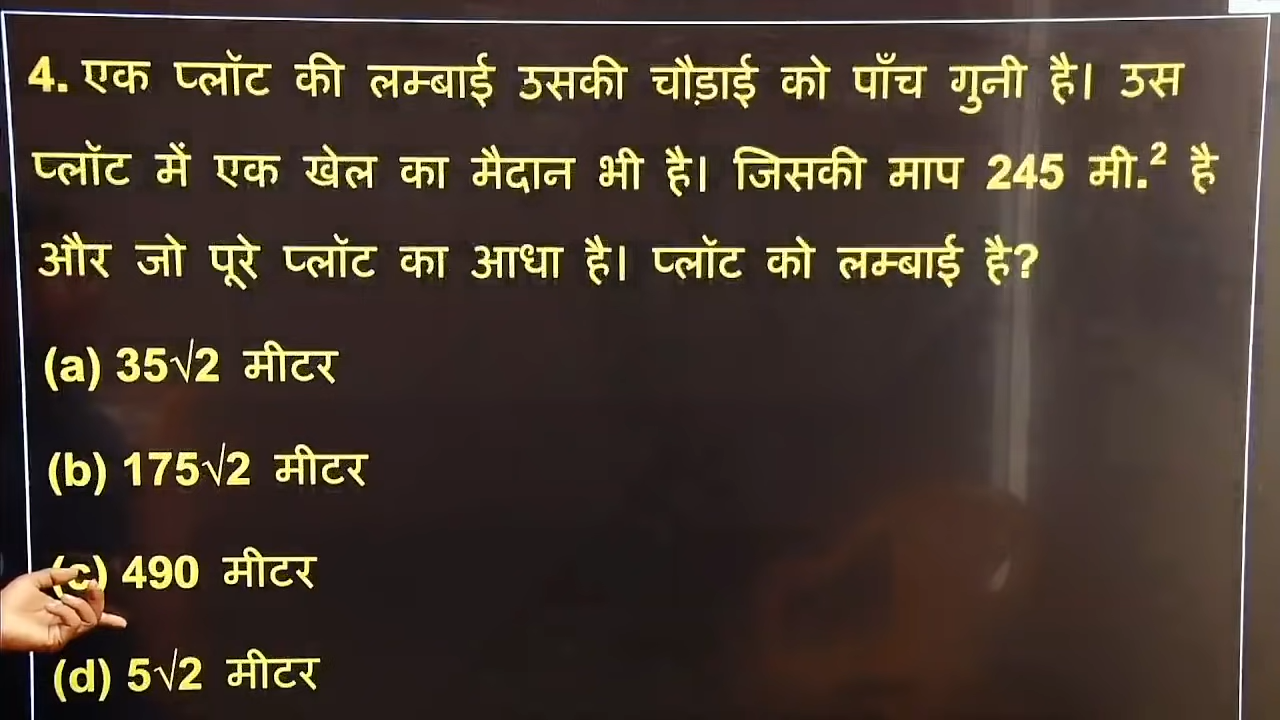 4. एक प्लॉट की लम्बाई उसकी चौड़ाई को पाँच गुनी है। उस
प्लॉट में एक खेल का मैदान भी है। जिसकी माप 245 मी.² है
और जो पूरे प्लॉट का आधा है। प्लॉट को लम्बाई है?
(a) 35√2 मीटर
(b) 175√2 मीटर
(c) 490 मीटर
(d) 5√2 मीटर